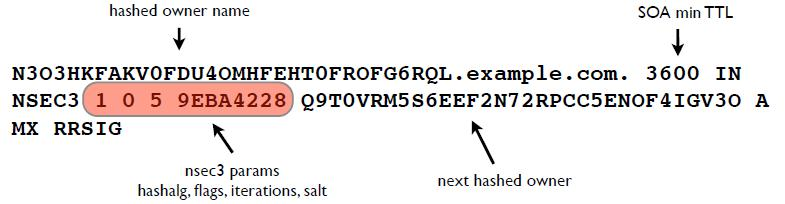 hashed owner name
SOA min TTL
N3O3HKFAKV0FDU4OMHFEHT0FROFG6RQL.example.com. 3600 IN
NSEC3 1 0 5 9EBA4228 Q9T0VRM5S6EEF2N72RPCC5ENOF4IGV3O A
MX RRSIG
nsec3 params
hashalg, flags, iterations, salt
next hashed owner